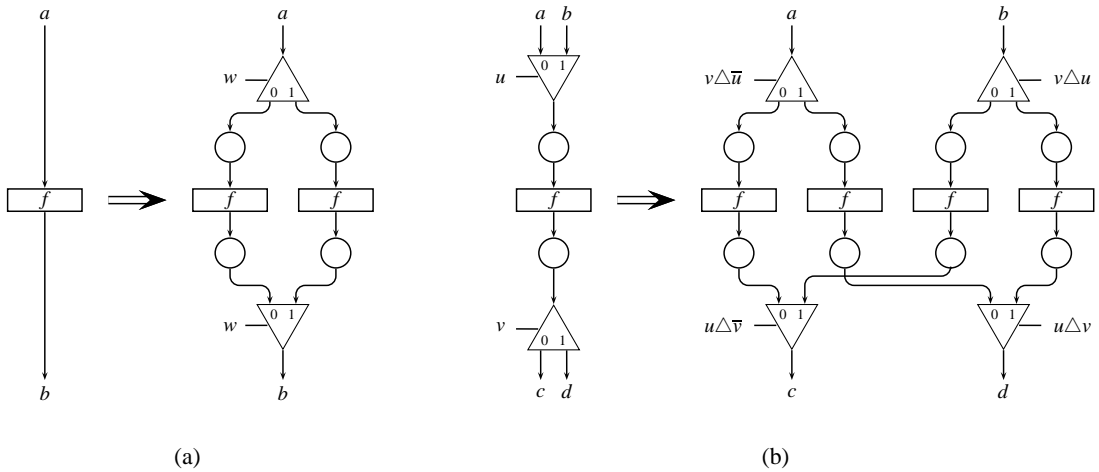 a a a b a b
0 1
w u v△u̅ v△u
0 1 0 1 0 1
f f f f f f f f
0 1 0 1 0 1
w v u△v̅ u△v
0 1
b b c d c d
(a) (b)